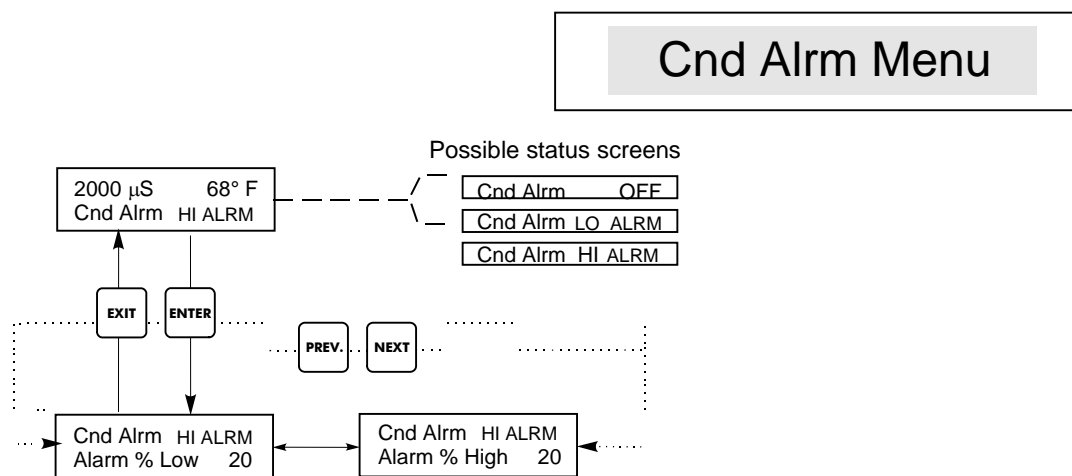 Cnd Alrm Menu
Possible status screens
2000 μS 68° F
Cnd Alrm HI ALRM
Cnd Alrm OFF
Cnd Alrm LO ALRM
Cnd Alrm HI ALRM
EXIT
ENTER
PREV.
NEXT
Cnd Alrm HI ALRM
Alarm % Low 20
Cnd Alrm HI ALRM
Alarm % High 20